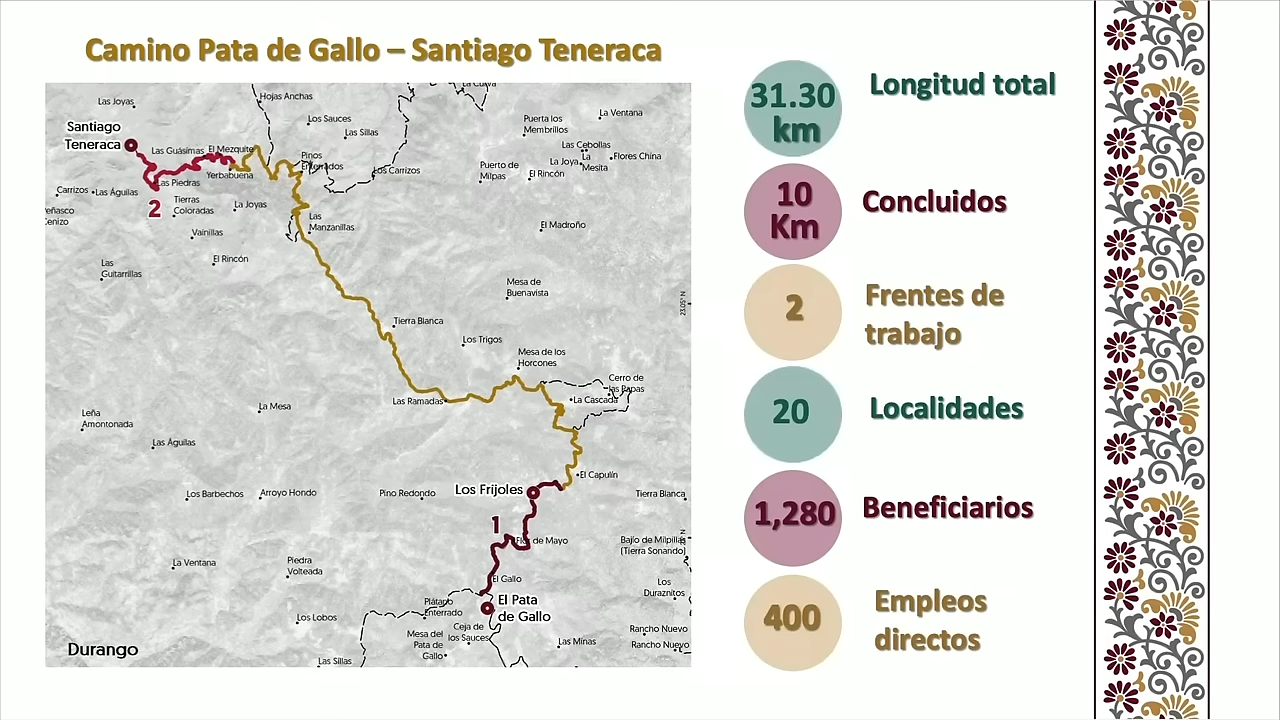 Camino Pata de Gallo – Santiago Teneraca
La Cueva
Hojas Anchas
Las Joyas
Los Sauces
Las Sillas
Puerta los
Membrillos
La Ventana
Santiago
Teneraca
Las Guásimas
El Mezquite
Pinos
Enterrados
Los Carrizos
Puerto de
Milpas
Las Cebollas
La Joya
La
Mesita
Flores China
El Rincón
Yerbabuena
Las Piedras
Carrizos
Las Águilas
2
Tierras
Coloradas
La Joyas
Las
Manzanillas
Vainillas
El Madroño
El Rincón
Las
Guitarrillas
Mesa de
Buenavista
Tierra Blanca
Los Trigos
Mesa de los
Horcones
Cerro de
las Papas
Las Ramadas
La Cascada
La Mesa
Leña
Amontonada
Las Águilas
El Capulín
Los Barbechos
Arroyo Hondo
Pino Redondo
Los Frijoles
Tierra Blanca
1
Flor de Mayo
Bajío de Milpillas
(Tierra Sonando)
La Ventana
Piedra
Volteada
El Gallo
Los
Duraznitos
Plátano
Enterrado
El Pata
de Gallo
Los Lobos
Mesa del
Pata de
Gallo
Ceja de
los Sauces
Las Minas
Rancho Nuevo
Rancho Nuevo
Durango
Las Sillas
31.30
km
Longitud total
10
Km
Concluidos
2
Frentes de
trabajo
20
Localidades
1,280
Beneficiarios
400
Empleos
directos